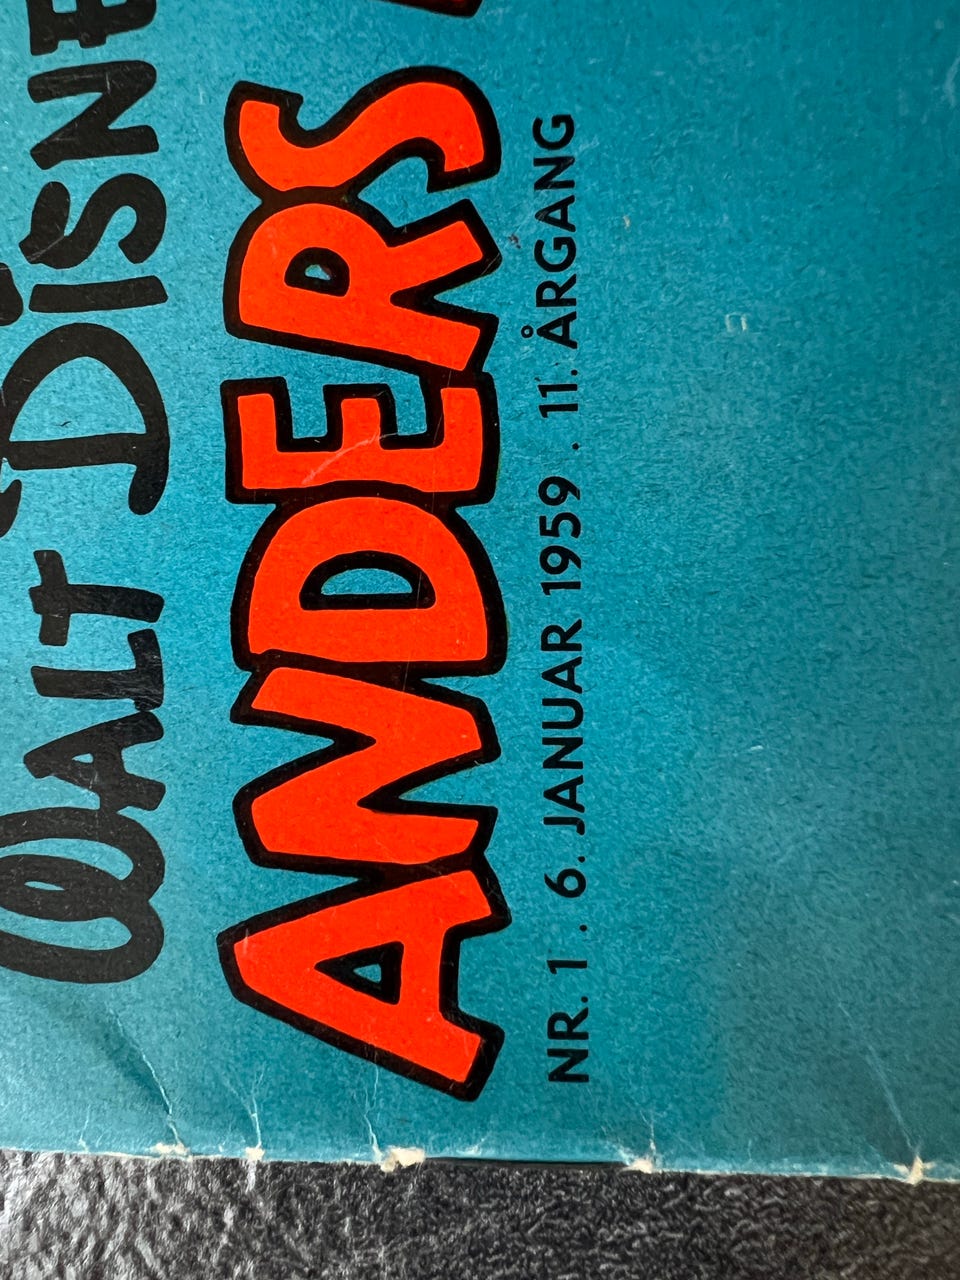 WALT DISNE
ANDERS
NR. 1 . 6. JANUAR 1959 . 11. ÅRGANG